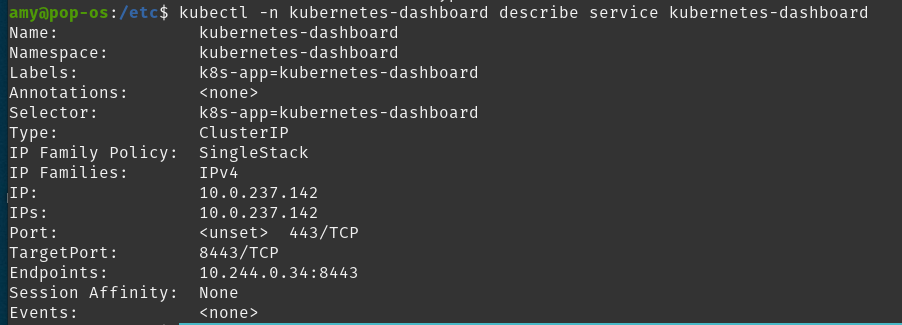 amy@pop-os:/etc$ kubectl -n kubernetes-dashboard describe service kubernetes-dashboard
Name:              kubernetes-dashboard
Namespace:         kubernetes-dashboard
Labels:            k8s-app=kubernetes-dashboard
Annotations:       <none>
Selector:          k8s-app=kubernetes-dashboard
Type:              ClusterIP
IP Family Policy:  SingleStack
IP Families:       IPv4
IP:                10.0.237.142
IPs:               10.0.237.142
Port:              <unset>  443/TCP
TargetPort:        8443/TCP
Endpoints:         10.244.0.34:8443
Session Affinity:  None
Events:            <none>